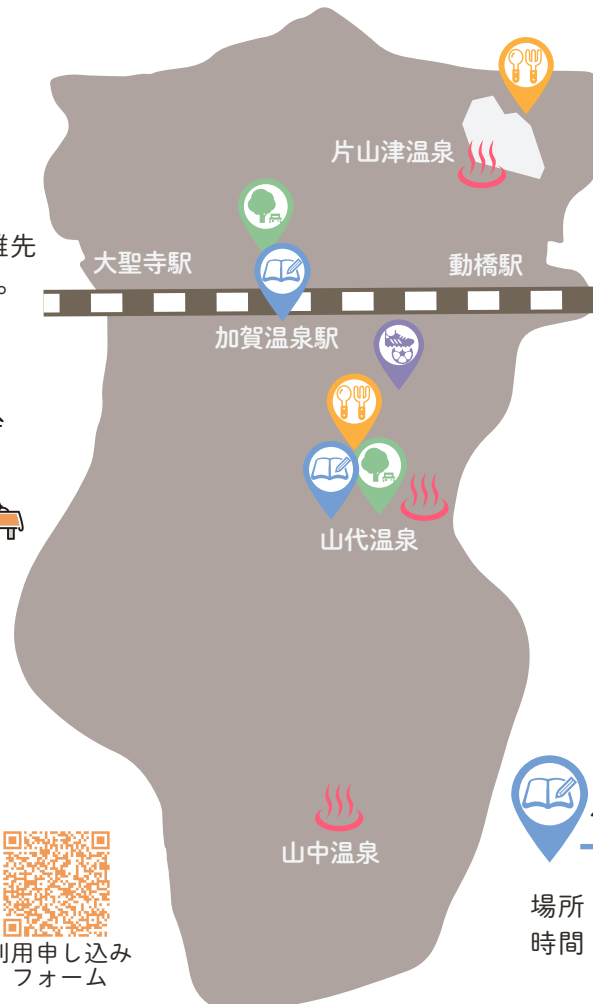 片山津温泉
難先
。
大聖寺駅
動橋駅
加賀温泉駅
山代温泉
山中温泉
利用申し込み
フォーム
場所
時間